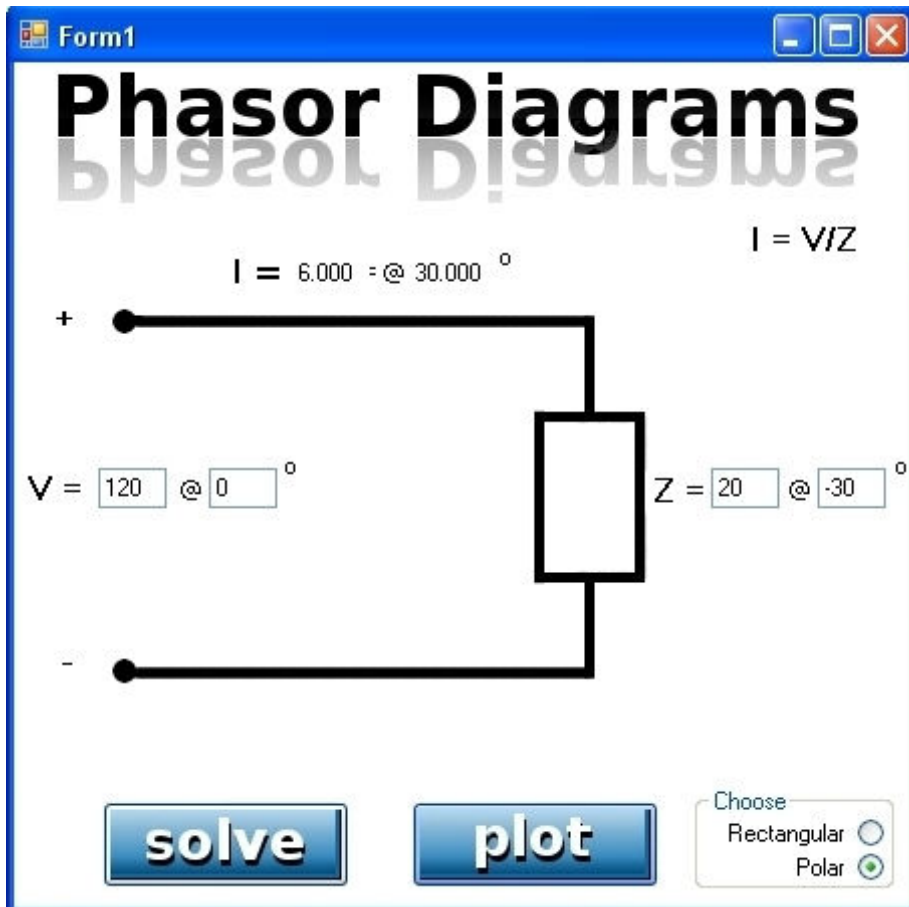 Form1
Phasor Diagrams
I = V/Z
I = 6.000 = @ 30.000 o
+
V = 120 @ 0 o
Z = 20 @ -30 o
-
solve
plot
Choose
Rectangular
Polar